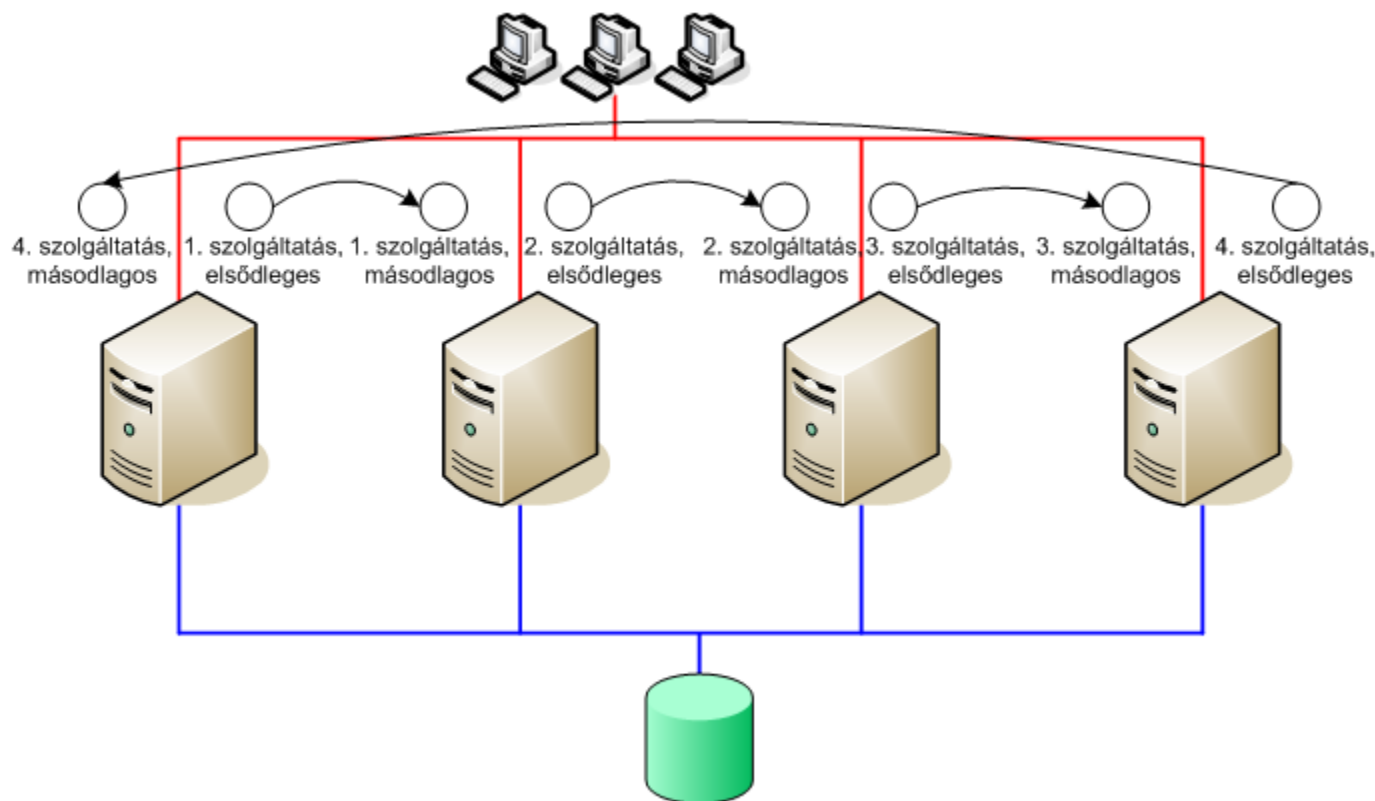 4. szolgáltatás,
másodlagos
1. szolgáltatás,
elsődleges
1. szolgáltatás,
másodlagos
2. szolgáltatás,
elsődleges
2. szolgáltatás,
másodlagos
3. szolgáltatás,
elsődleges
3. szolgáltatás,
másodlagos
4. szolgáltatás,
elsődleges